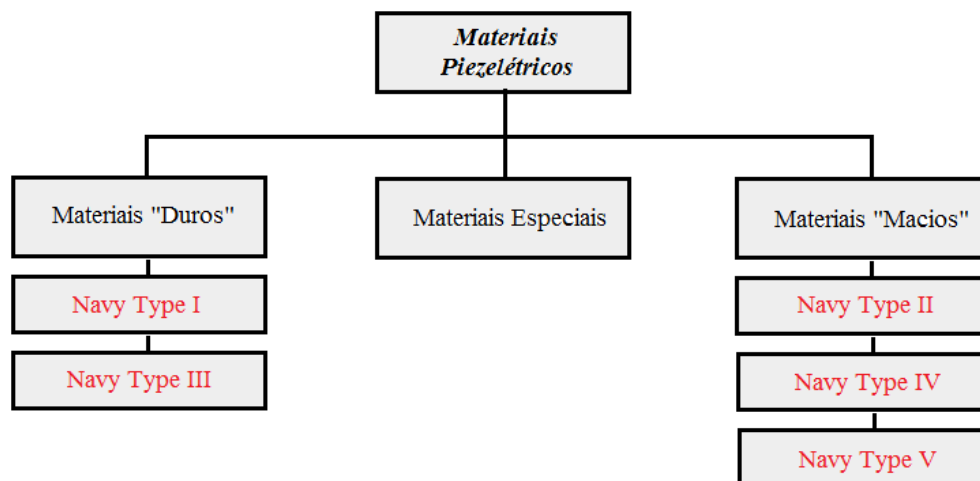 Materiais
Piezelétricos
Materiais "Duros"
Materiais Especiais
Materiais "Macios"
Navy Type I
Navy Type II
Navy Type III
Navy Type IV
Navy Type V